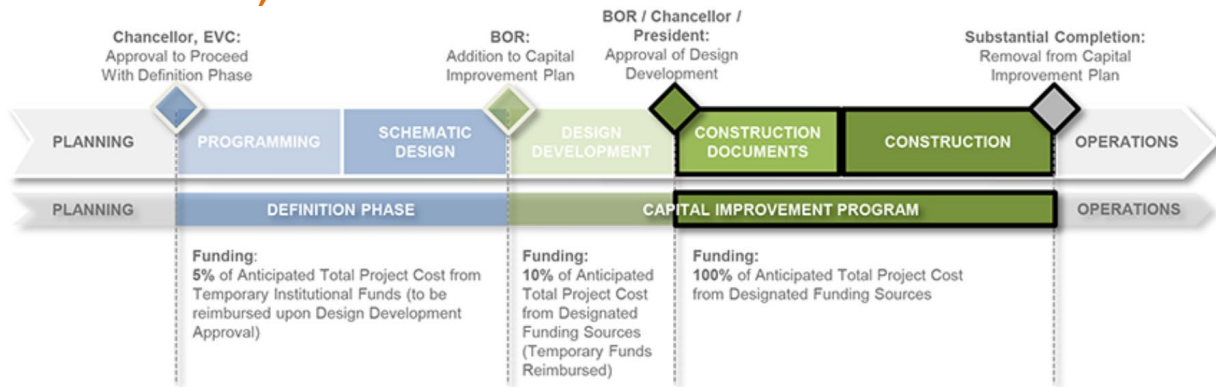 Chancellor, EVC:
Approval to Proceed
With Definition Phase
BOR:
Addition to Capital
Improvement Plan
BOR / Chancellor /
President:
Approval of Design
Development
Substantial Completion:
Removal from Capital
Improvement Plan
PLANNING
PROGRAMMING
SCHEMATIC
DESIGN
DESIGN
DEVELOPMENT
CONSTRUCTION
DOCUMENTS
CONSTRUCTION
OPERATIONS
PLANNING
DEFINITION PHASE
CAPITAL IMPROVEMENT PROGRAM
OPERATIONS
Funding:
5% of Anticipated Total Project Cost from
Temporary Institutional Funds (to be
reimbursed upon Design Development
Approval)
Funding:
10% of Anticipated
Total Project Cost
from Designated
Funding Sources
(Temporary Funds
Reimbursed)
Funding:
100% of Anticipated Total Project Cost
from Designated Funding Sources